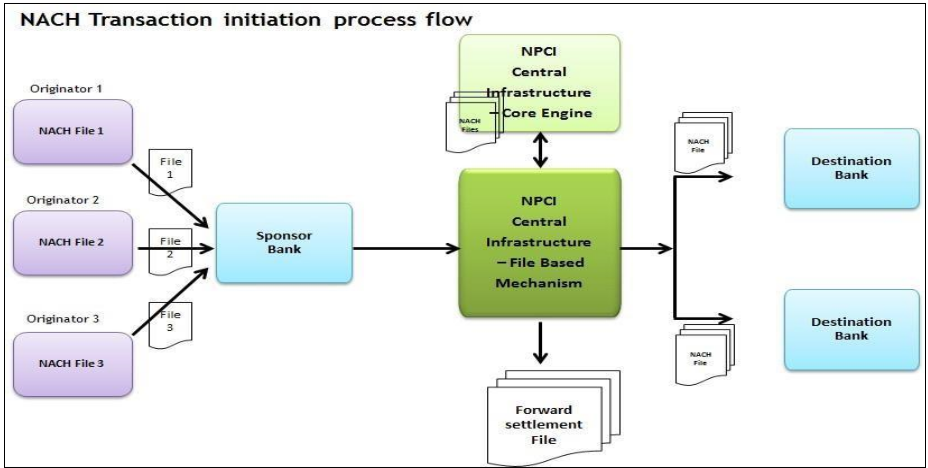 NACH Transaction initiation process flow
Originator 1
NACH File 1
File
1
Originator 2
NACH File 2
File
2
Originator 3
NACH File 3
File
3
Sponsor
Bank
NPCI
Central
Infrastructure
– Core Engine
NACH
Files
NPCI
Central
Infrastructure
– File Based
Mechanism
Forward
settlement
File
NACH
File
Destination
Bank
NACH
File
Destination
Bank